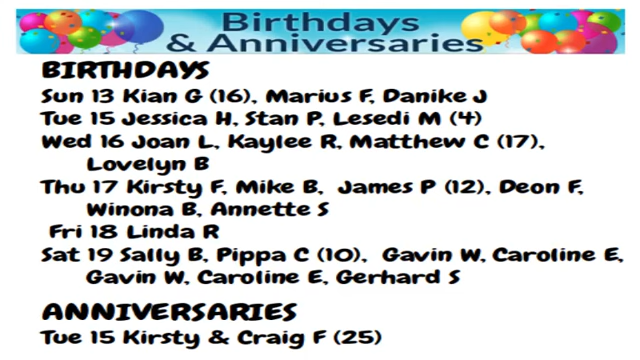 Birthdays
& Anniversaries
BIRTHDAYS
Sun 13 Kian G (16), Marius F, Danike J
Tue 15 Jessica H, Stan P, Lesedi M (4)
Wed 16 Joan L, Kaylee R, Matthew C (17),
Lovelyn B
Thu 17 Kirsty F, Mike B, James P (12), Deon F,
Winona B, Annette S
Fri 18 Linda R
Sat 19 Sally B, Pippa C (10), Gavin W, Caroline E,
Gavin W, Caroline E, Gerhard S
ANNIVERSARIES
Tue 15 Kirsty & Craig F (25)